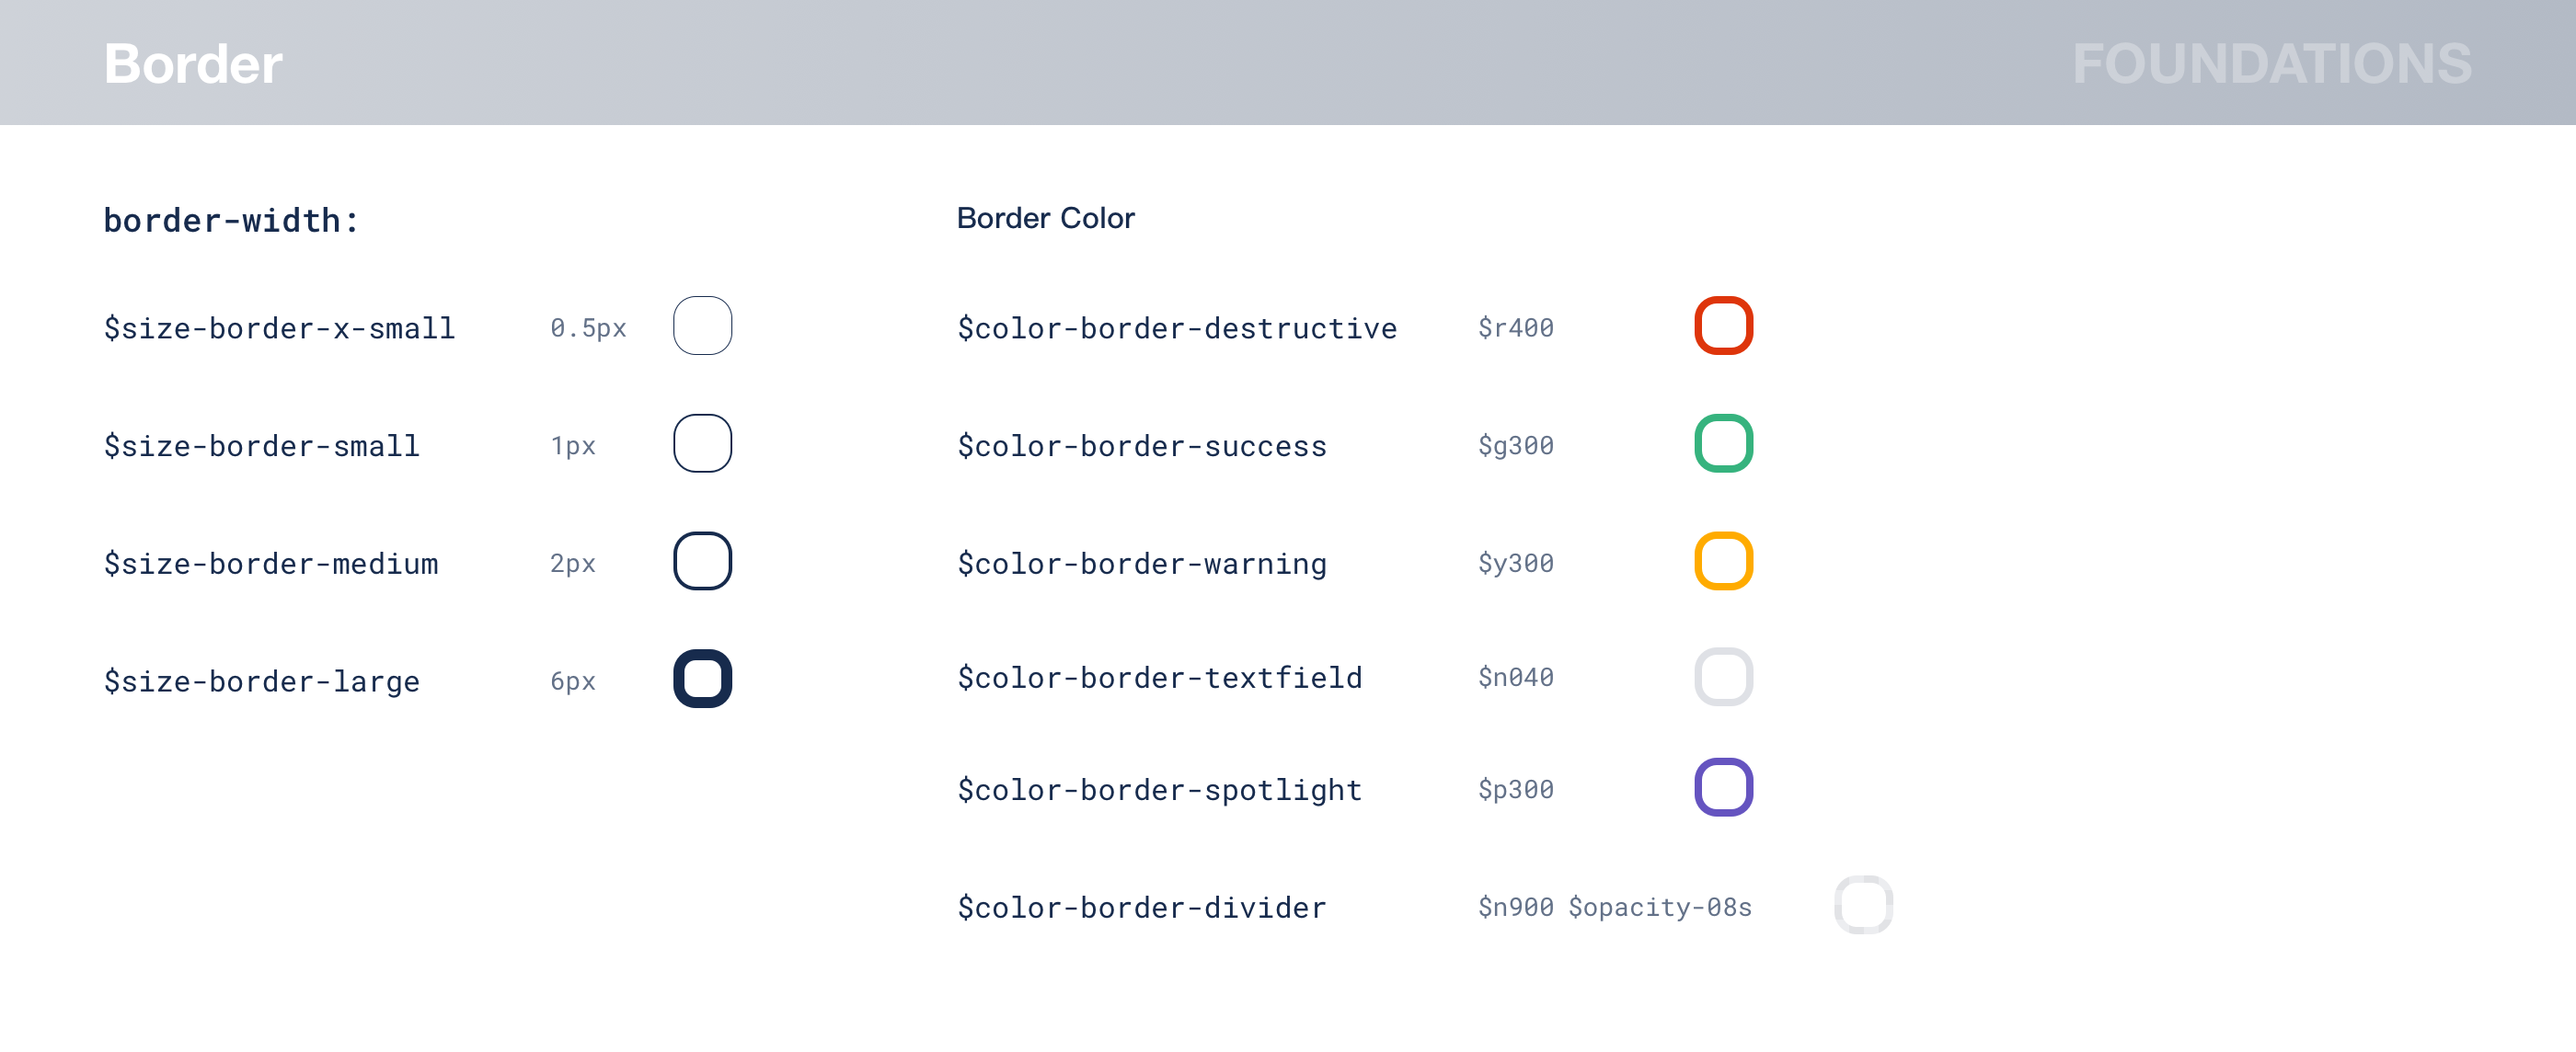 Border
FOUNDATIONS
border-width:
$size-border-x-small 0.5px
$size-border-small 1px
$size-border-medium 2px
$size-border-large 6px
Border Color
$color-border-destructive $r400
$color-border-success $g300
$color-border-warning $y300
$color-border-textfield $n040
$color-border-spotlight $p300
$color-border-divider $n900 $opacity-08s